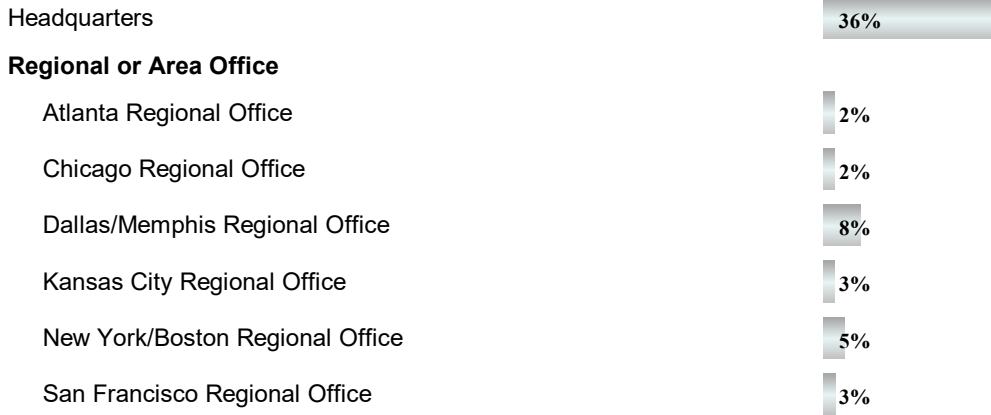 Headquarters 36%
Regional or Area Office
Atlanta Regional Office 2%
Chicago Regional Office 2%
Dallas/Memphis Regional Office 8%
Kansas City Regional Office 3%
New York/Boston Regional Office 5%
San Francisco Regional Office 3%